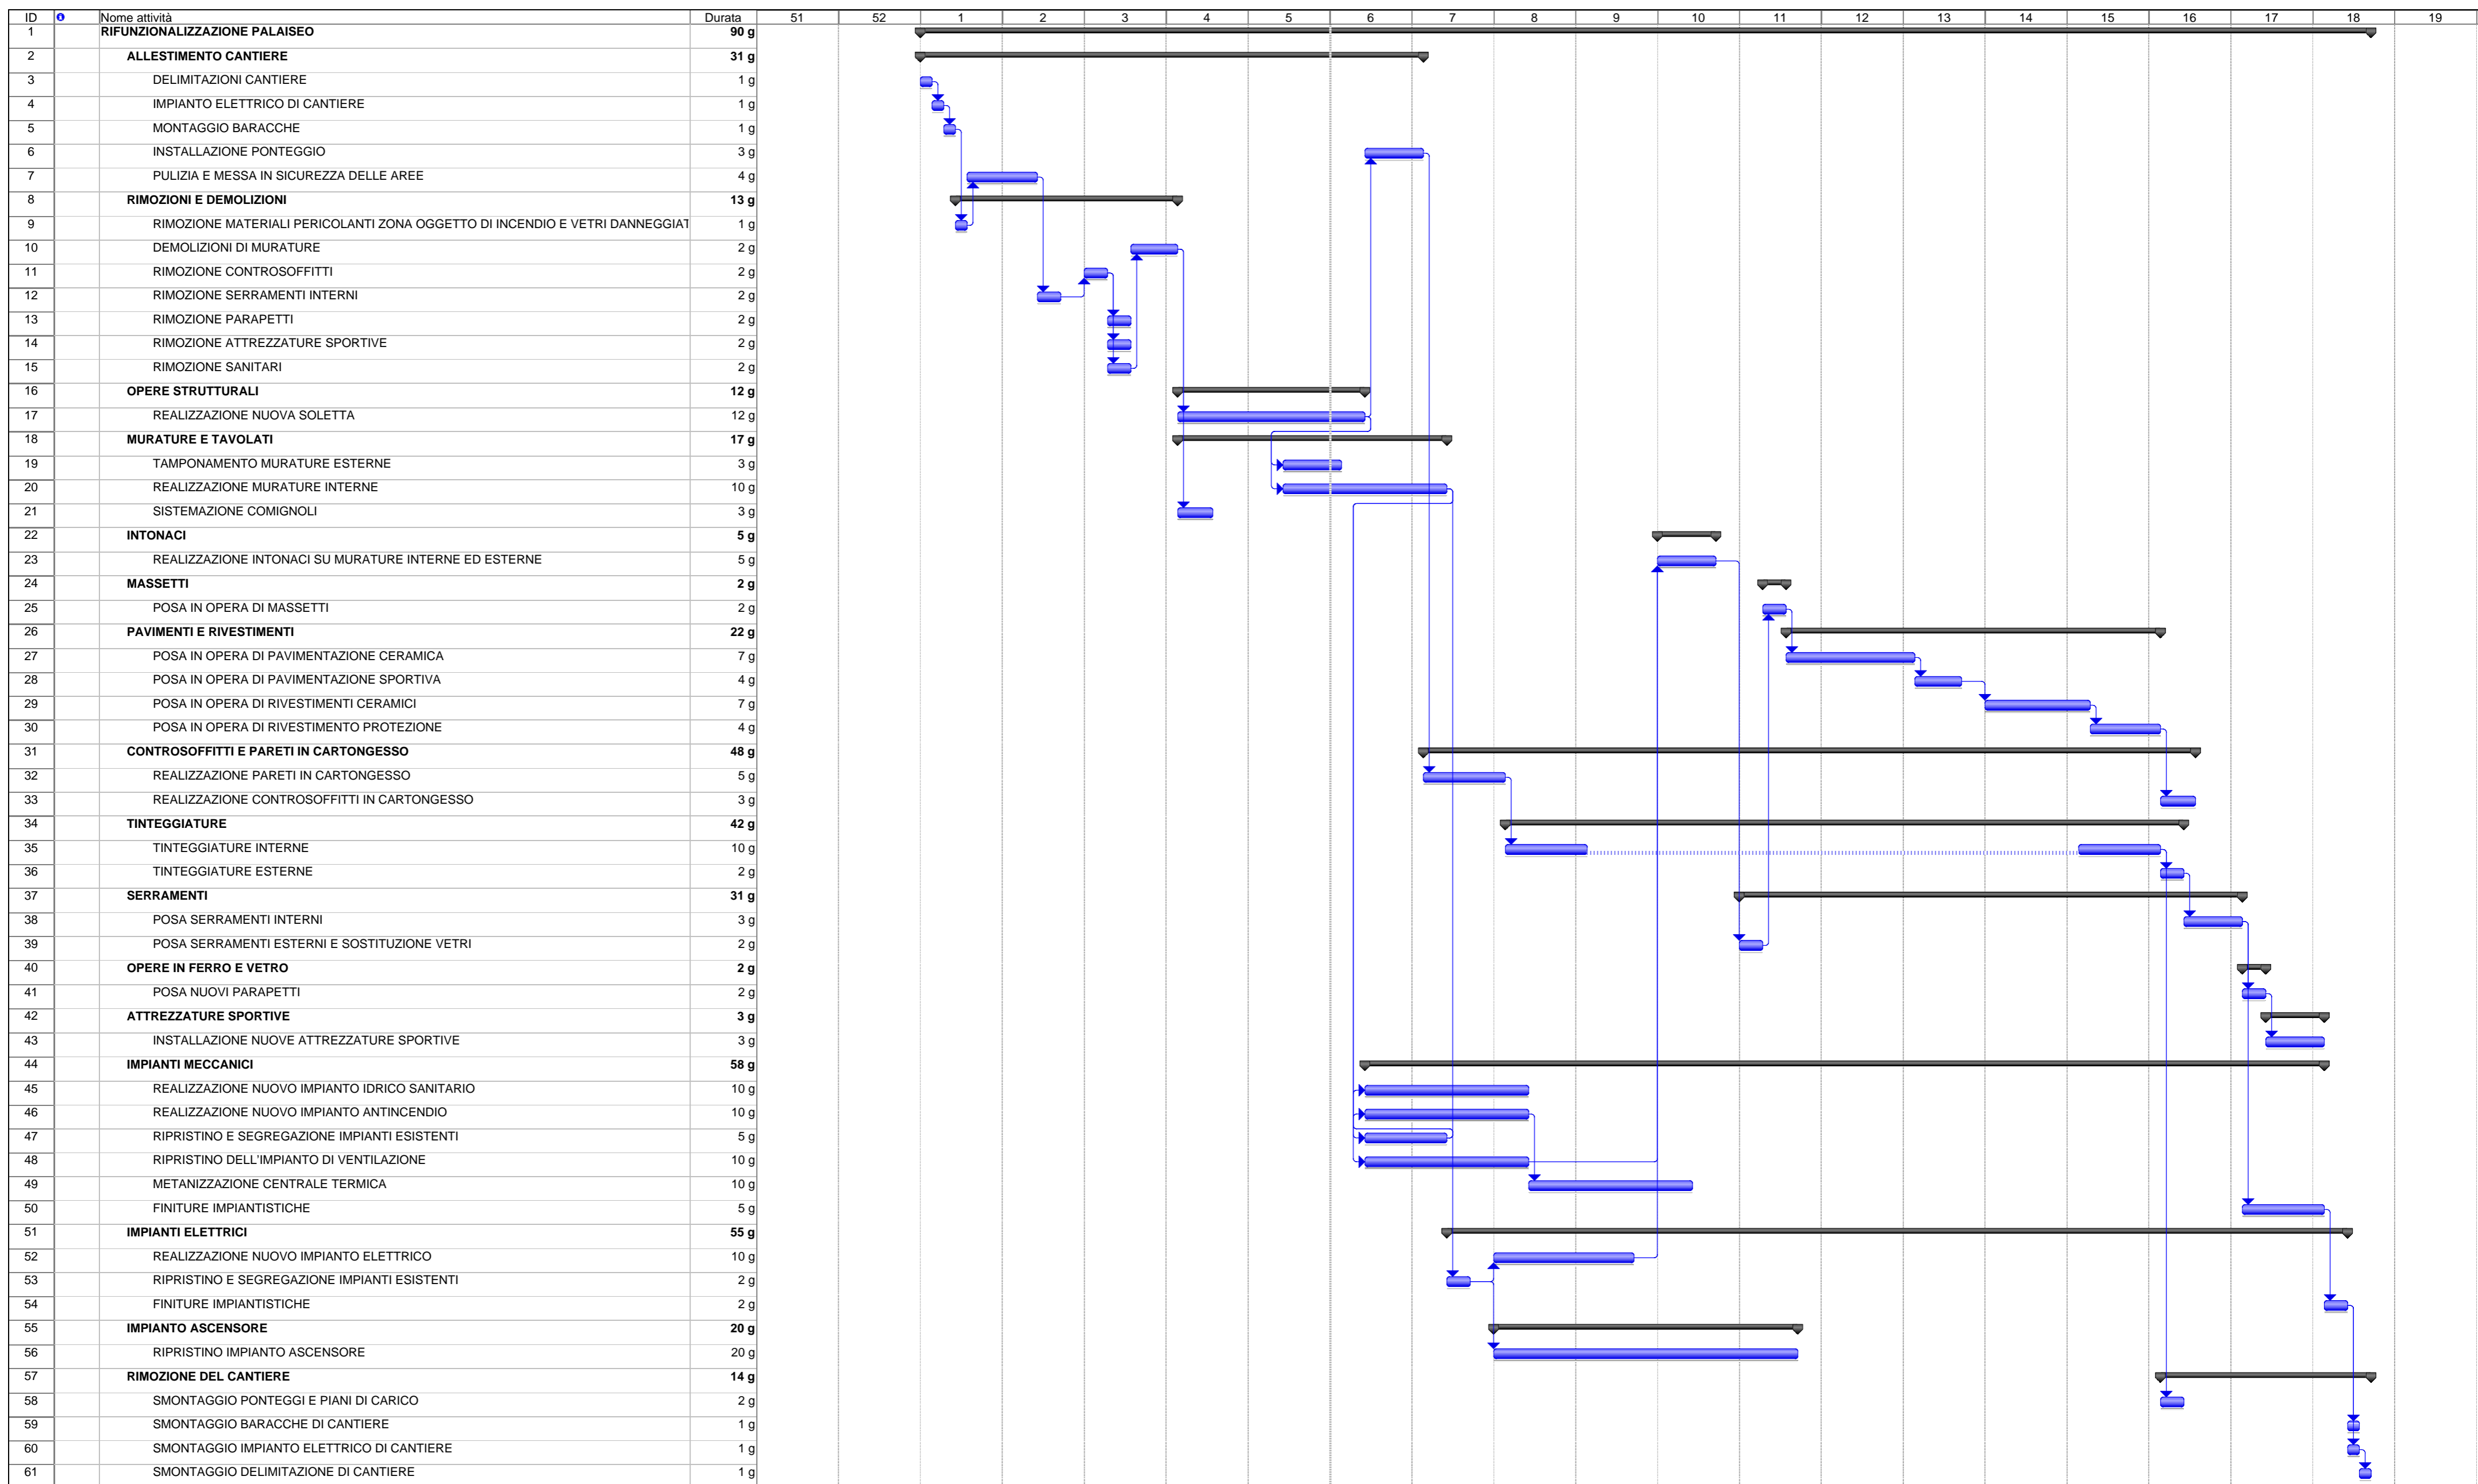 ID Nome attività Durata 51 52 1 2 3 4 5 6 7 8 9 10 11 12 13 14 15 16 17 18 19
1 RIFUNZIONALIZZAZIONE PALAISEO 90 g
2 ALLESTIMENTO CANTIERE 31 g
3 DELIMITAZIONI CANTIERE 1 g
4 IMPIANTO ELETTRICO DI CANTIERE 1 g
5 MONTAGGIO BARACCHE 1 g
6 INSTALLAZIONE PONTEGGIO 3 g
7 PULIZIA E MESSA IN SICUREZZA DELLE AREE 4 g
8 RIMOZIONI E DEMOLIZIONI 13 g
9 RIMOZIONE MATERIALI PERICOLANTI ZONA OGGETTO DI INCENDIO E VETRI DANNEGGIAT 1 g
10 DEMOLIZIONI DI MURATURE 2 g
11 RIMOZIONE CONTROSOFFITTI 2 g
12 RIMOZIONE SERRAMENTI INTERNI 2 g
13 RIMOZIONE PARAPETTI 2 g
14 RIMOZIONE ATTREZZATURE SPORTIVE 2 g
15 RIMOZIONE SANITARI 2 g
16 OPERE STRUTTURALI 12 g
17 REALIZZAZIONE NUOVA SOLETTA 12 g
18 MURATURE E TAVOLATI 17 g
19 TAMPONAMENTO MURATURE ESTERNE 3 g
20 REALIZZAZIONE MURATURE INTERNE 10 g
21 SISTEMAZIONE COMIGNOLI 3 g
22 INTONACI 5 g
23 REALIZZAZIONE INTONACI SU MURATURE INTERNE ED ESTERNE 5 g
24 MASSETTI 2 g
25 POSA IN OPERA DI MASSETTI 2 g
26 PAVIMENTI E RIVESTIMENTI 22 g
27 POSA IN OPERA DI PAVIMENTAZIONE CERAMICA 7 g
28 POSA IN OPERA DI PAVIMENTAZIONE SPORTIVA 4 g
29 POSA IN OPERA DI RIVESTIMENTI CERAMICI 7 g
30 POSA IN OPERA DI RIVESTIMENTO PROTEZIONE 4 g
31 CONTROSOFFITTI E PARETI IN CARTONGESSO 48 g
32 REALIZZAZIONE PARETI IN CARTONGESSO 5 g
33 REALIZZAZIONE CONTROSOFFITTI IN CARTONGESSO 3 g
34 TINTEGGIATURE 42 g
35 TINTEGGIATURE INTERNE 10 g
36 TINTEGGIATURE ESTERNE 2 g
37 SERRAMENTI 31 g
38 POSA SERRAMENTI INTERNI 3 g
39 POSA SERRAMENTI ESTERNI E SOSTITUZIONE VETRI 2 g
40 OPERE IN FERRO E VETRO 2 g
41 POSA NUOVI PARAPETTI 2 g
42 ATTREZZATURE SPORTIVE 3 g
43 INSTALLAZIONE NUOVE ATTREZZATURE SPORTIVE 3 g
44 IMPIANTI MECCANICI 58 g
45 REALIZZAZIONE NUOVO IMPIANTO IDRICO SANITARIO 10 g
46 REALIZZAZIONE NUOVO IMPIANTO ANTINCENDIO 10 g
47 RIPRISTINO E SEGREGAZIONE IMPIANTI ESISTENTI 5 g
48 RIPRISTINO DELL'IMPIANTO DI VENTILAZIONE 10 g
49 METANIZZAZIONE CENTRALE TERMICA 10 g
50 FINITURE IMPIANTISTICHE 5 g
51 IMPIANTI ELETTRICI 55 g
52 REALIZZAZIONE NUOVO IMPIANTO ELETTRICO 10 g
53 RIPRISTINO E SEGREGAZIONE IMPIANTI ESISTENTI 2 g
54 FINITURE IMPIANTISTICHE 2 g
55 IMPIANTO ASCENSORE 20 g
56 RIPRISTINO IMPIANTO ASCENSORE 20 g
57 RIMOZIONE DEL CANTIERE 14 g
58 SMONTAGGIO PONTEGGI E PIANI DI CARICO 2 g
59 SMONTAGGIO BARACCHE DI CANTIERE 1 g
60 SMONTAGGIO IMPIANTO ELETTRICO DI CANTIERE 1 g
61 SMONTAGGIO DELIMITAZIONE DI CANTIERE 1 g